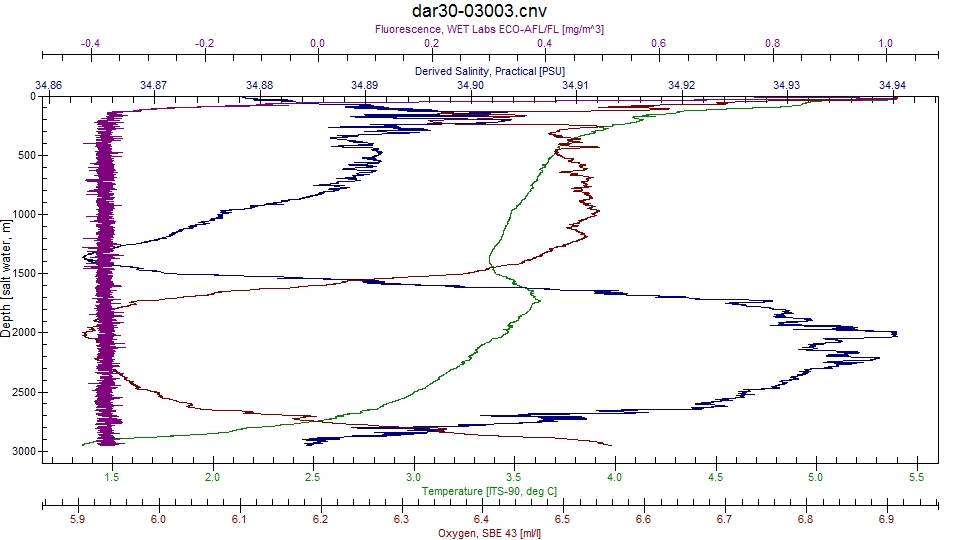 dar30-03003.cnv
Fluorescence, WET Labs ECO-AFL/FL [mg/m^3]
-0.4 -0.2 0.0 0.2 0.4 0.6 0.8 1.0
Derived Salinity, Practical [PSU]
34.86 34.87 34.88 34.89 34.90 34.91 34.92 34.93 34.94
0
500
1000
1500
2000
2500
3000
Depth [salt water, m]
1.5 2.0 2.5 3.0 3.5 4.0 4.5 5.0 5.5
Temperature [ITS-90, deg C]
5.9 6.0 6.1 6.2 6.3 6.4 6.5 6.6 6.7 6.8 6.9
Oxygen, SBE 43 [ml/l]